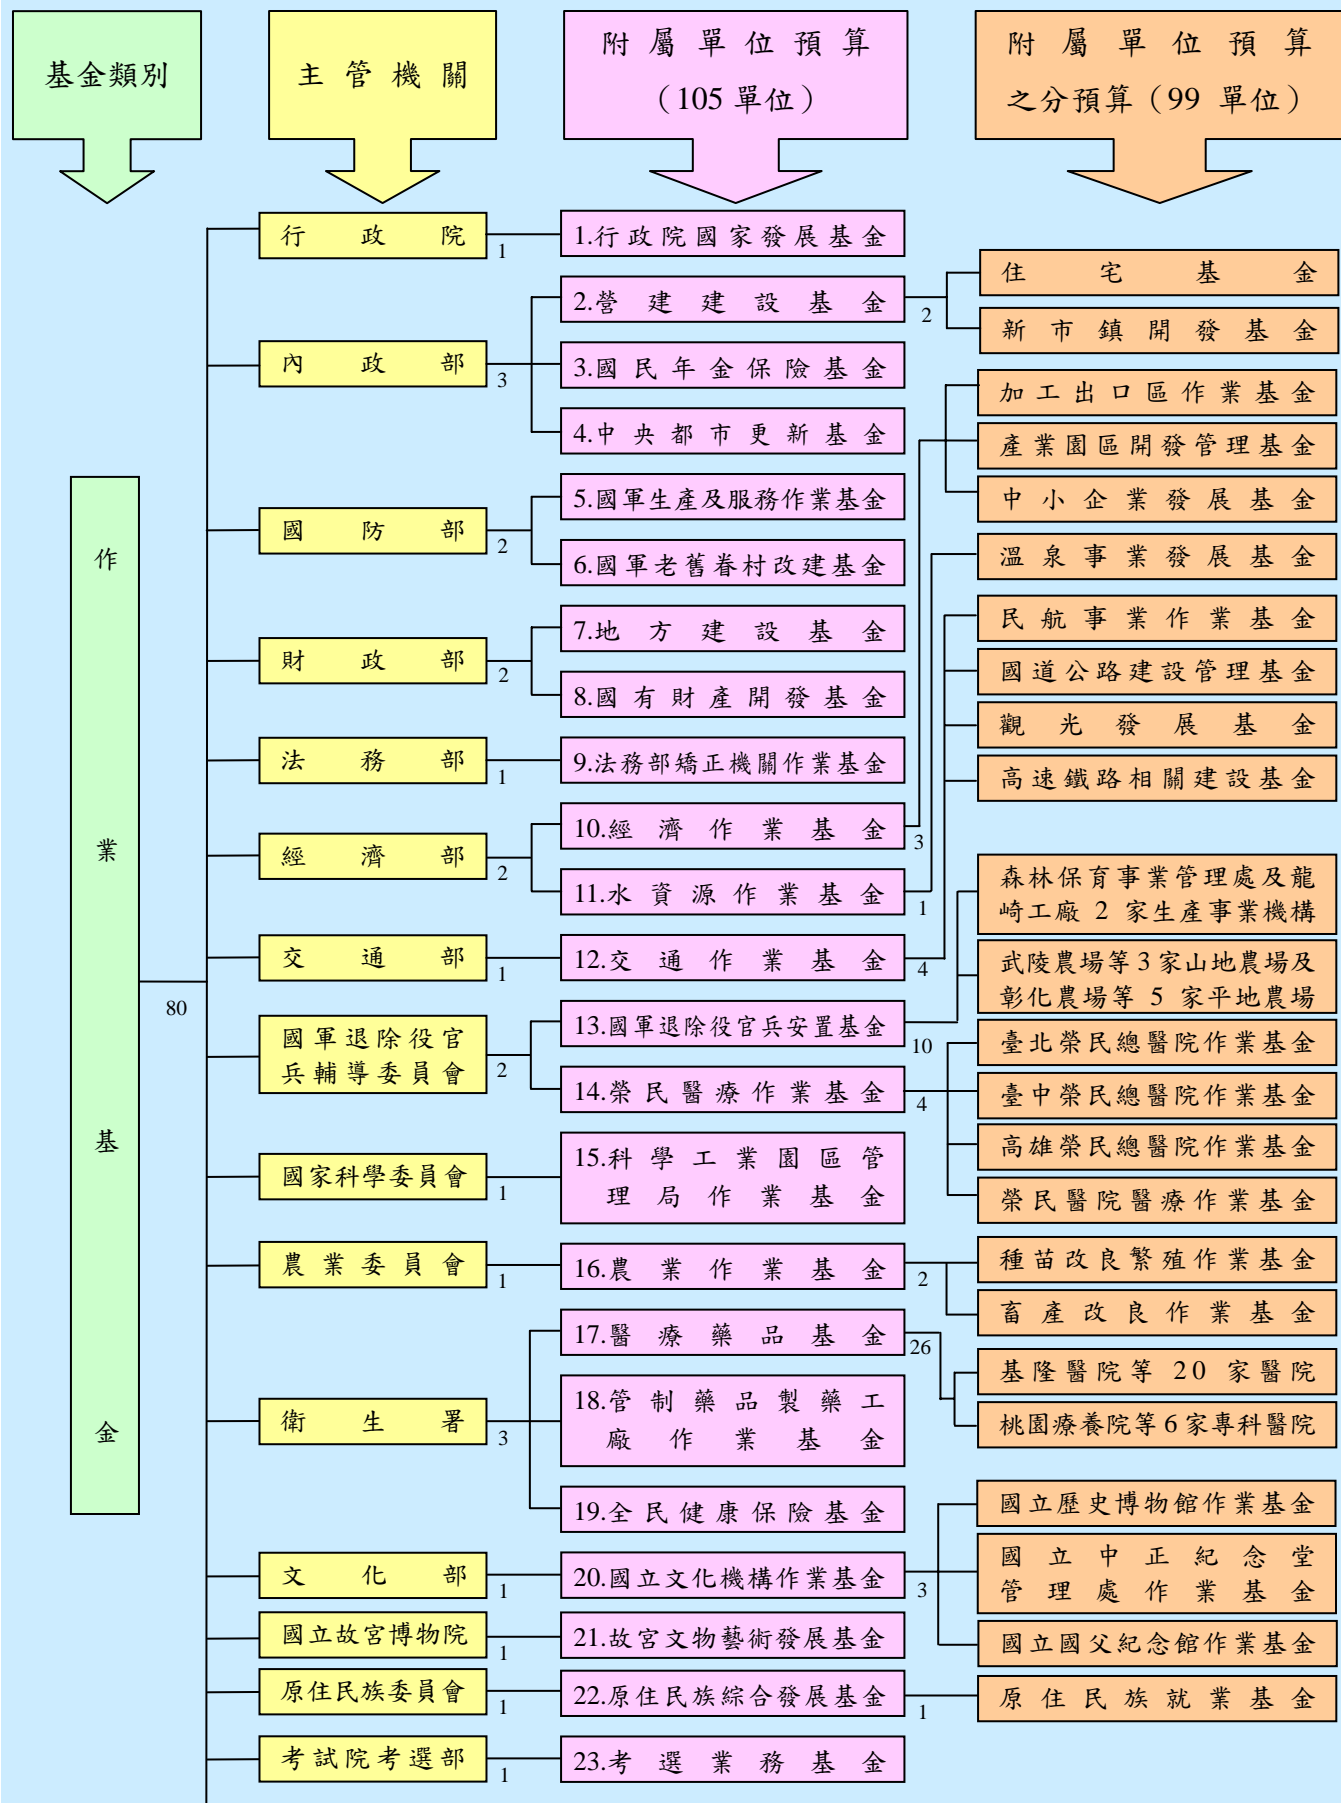 基金類別
主管機關
附屬單位預算
（105 單位）
附屬單位預算
之分預算（99 單位）
作業基金
80
行政院
1
1.行政院國家發展基金
內政部
3
2.營建建設基金
2
住宅基金
新市鎮開發基金
3.國民年金保險基金
4.中央都市更新基金
國防部
2
5.國軍生產及服務作業基金
6.國軍老舊眷村改建基金
財政部
2
7.地方建設基金
8.國有財產開發基金
法務部
1
9.法務部矯正機關作業基金
經濟部
2
10.經濟作業基金
3
加工出口區作業基金
產業園區開發管理基金
中小企業發展基金
11.水資源作業基金
1
溫泉事業發展基金
交通部
1
12.交通作業基金
4
民航事業作業基金
國道公路建設管理基金
觀光發展基金
高速鐵路相關建設基金
國軍退除役官
兵輔導委員會
2
13.國軍退除役官兵安置基金
10
森林保育事業管理處及龍
崎工廠 2 家生產事業機構
武陵農場等 3 家山地農場及
彰化農場等 5 家平地農場
14.榮民醫療作業基金
4
臺北榮民總醫院作業基金
臺中榮民總醫院作業基金
高雄榮民總醫院作業基金
榮民醫院醫療作業基金
國家科學委員會
1
15.科學工業園區管
理局作業基金
農業委員會
1
16.農業作業基金
2
種苗改良繁殖作業基金
畜產改良作業基金
衛生署
3
17.醫療藥品基金
26
基隆醫院等 20 家醫院
桃園療養院等 6 家專科醫院
18.管制藥品製藥工
廠作業基金
19.全民健康保險基金
文化部
1
20.國立文化機構作業基金
3
國立歷史博物館作業基金
國立中正紀念堂
管理處作業基金
國立國父紀念館作業基金
國立故宮博物院
1
21.故宮文物藝術發展基金
原住民族委員會
1
22.原住民族綜合發展基金
1
原住民族就業基金
考試院考選部
1
23.考選業務基金